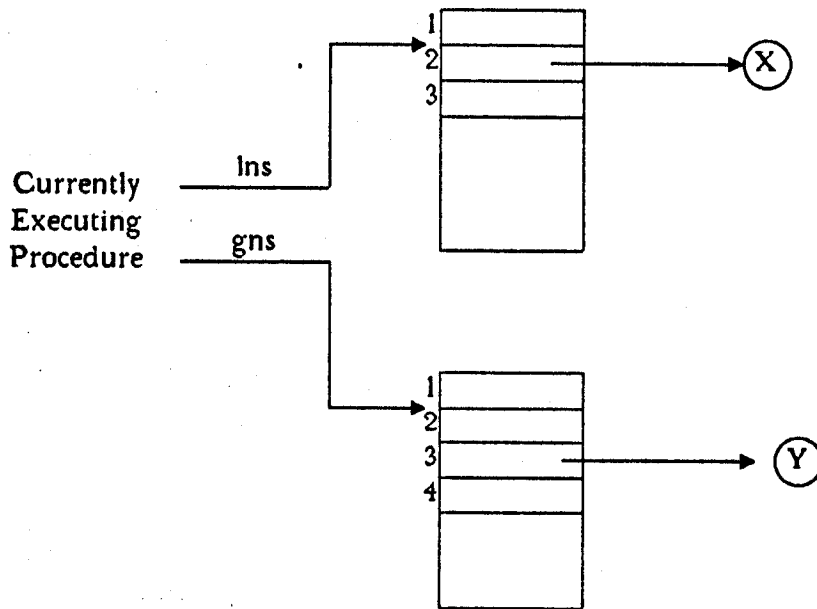 1
2
3
X
lns
Currently
Executing
Procedure
gns
1
2
3
4
Y